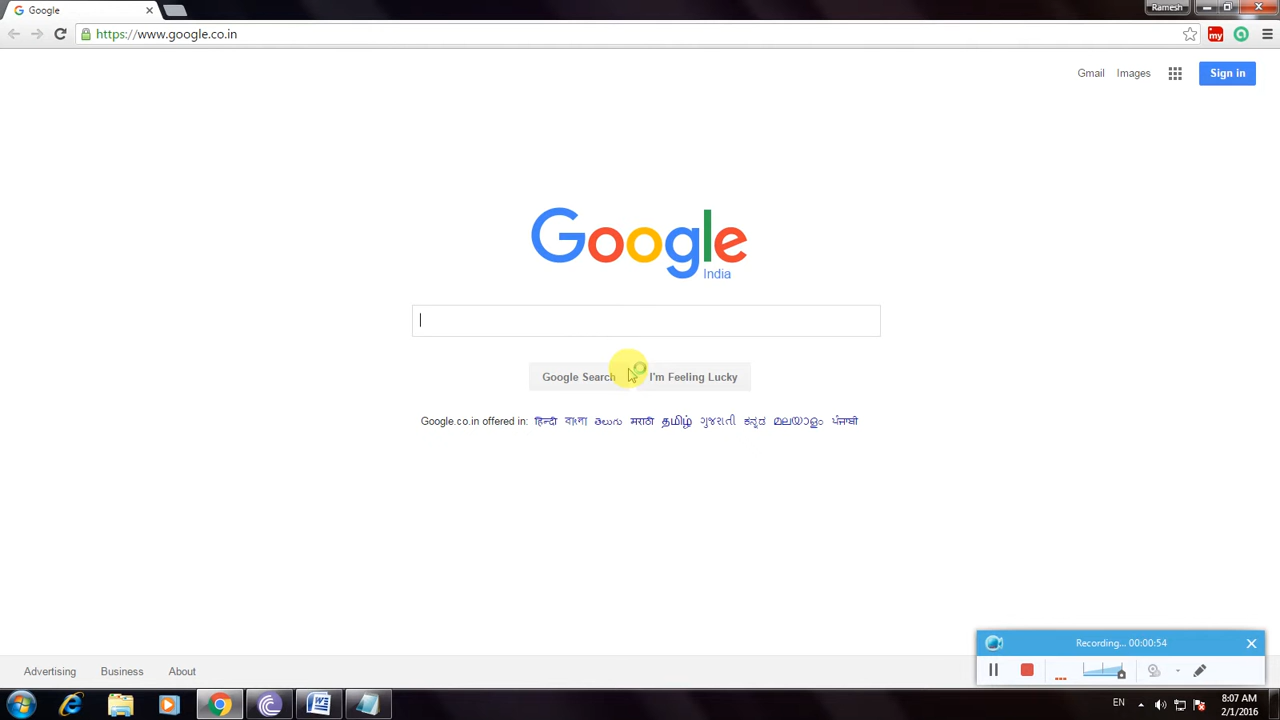 Google
Ramesh
https://www.google.co.in
my
Gmail Images Sign in
Google
India
Google Search I'm Feeling Lucky
Google.co.in offered in: हिन्दी বাংলা తెలుగు मराठी தமிழ் ગુજરાતી ಕನ್ನಡ മലയാളം ਪੰਜਾਬੀ
Recording... 00:00:54
Advertising Business About
EN
8:07 AM
2/1/2016